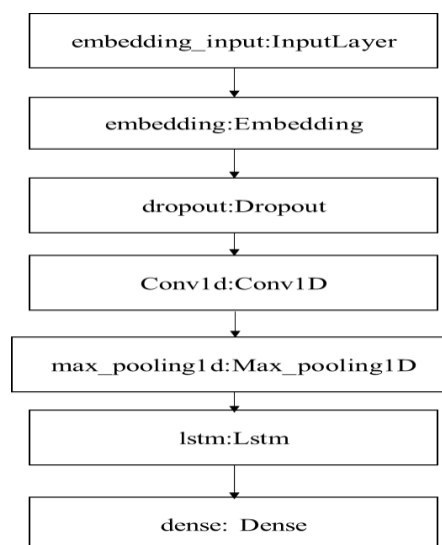 embedding_input:InputLayer
embedding:Embedding
dropout:Dropout
Conv1d:Conv1D
max_pooling1d:Max_pooling1D
lstm:Lstm
dense: Dense